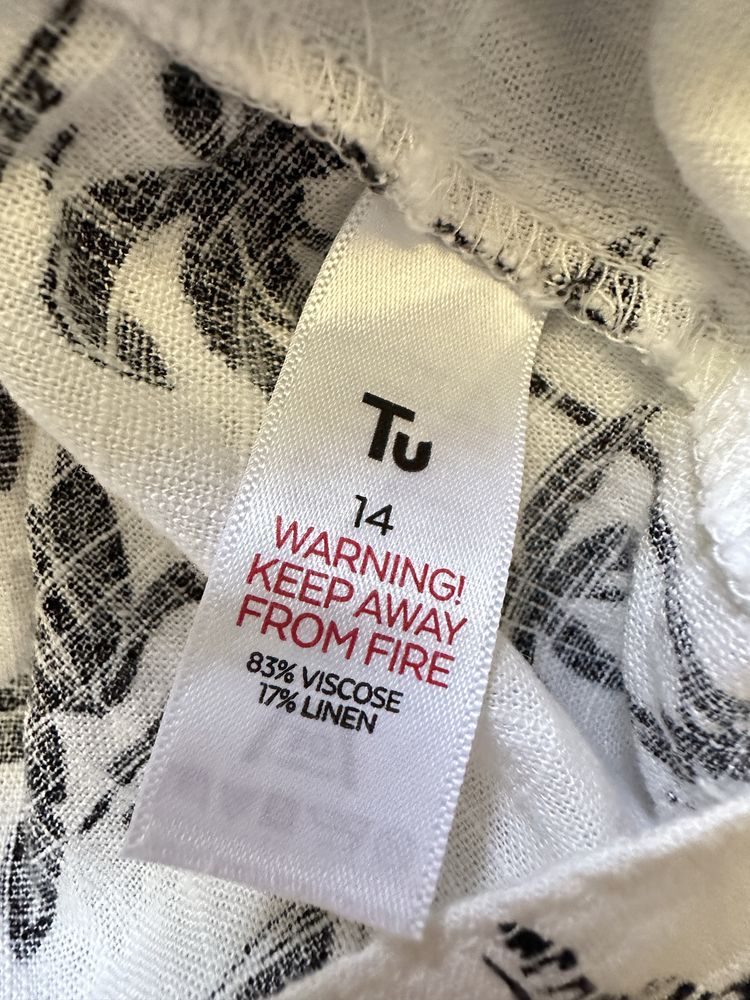 Tu
14
WARNING!
KEEP AWAY
FROM FIRE
83% VISCOSE
17% LINEN